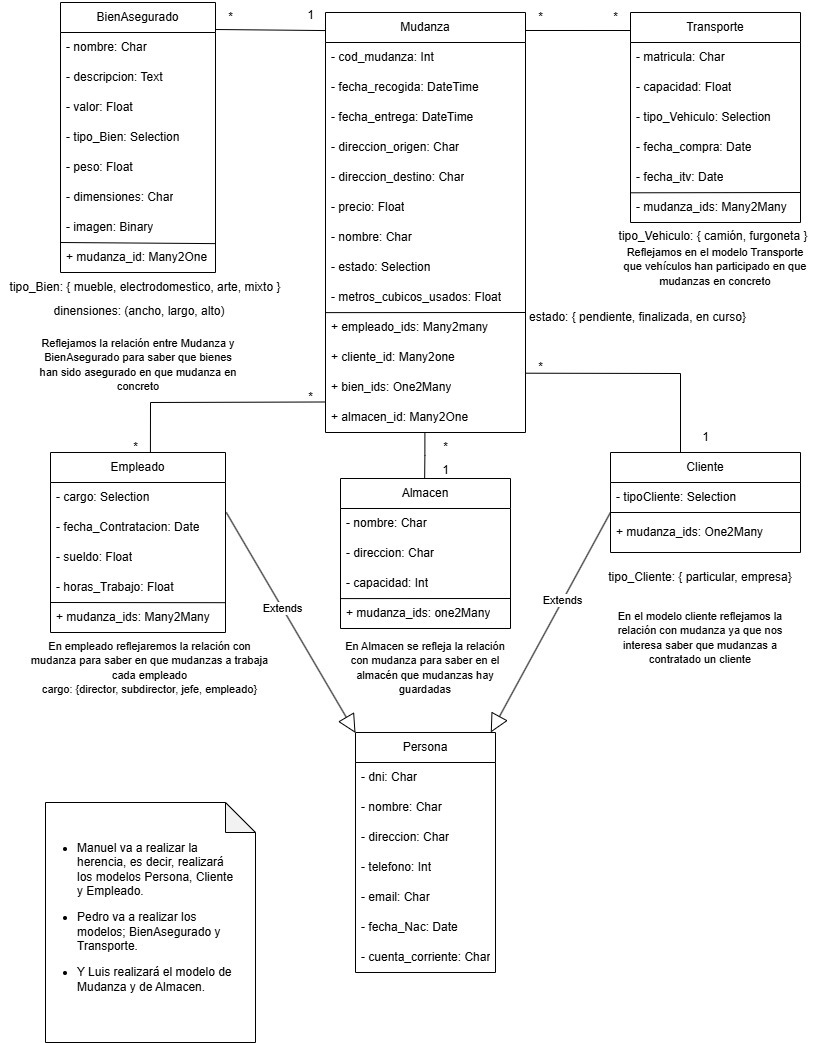 BienAsegurado
- nombre: Char
- descripcion: Text
- valor: Float
- tipo_Bien: Selection
- peso: Float
- dimensiones: Char
- imagen: Binary
+ mudanza_id: Many2One
tipo_Bien: { mueble, electrodomestico, arte, mixto }
dinensiones: (ancho, largo, alto)
Reflejamos la relación entre Mudanza y
BienAsegurado para saber que bienes
han sido asegurado en que mudanza en
concreto
*
1
Mudanza
- cod_mudanza: Int
- fecha_recogida: DateTime
- fecha_entrega: DateTime
- direccion_origen: Char
- direccion_destino: Char
- precio: Float
- nombre: Char
- estado: Selection
- metros_cubicos_usados: Float
+ empleado_ids: Many2many
+ cliente_id: Many2one
+ bien_ids: One2Many
+ almacen_id: Many2One
estado: { pendiente, finalizada, en curso}
*
*
Transporte
- matricula: Char
- capacidad: Float
- tipo_Vehiculo: Selection
- fecha_compra: Date
- fecha_itv: Date
- mudanza_ids: Many2Many
tipo_Vehiculo: { camión, furgoneta }
Reflejamos en el modelo Transporte
que vehículos han participado en que
mudanzas en concreto
*
*
*
1
*
1
Empleado
- cargo: Selection
- fecha_Contratacion: Date
- sueldo: Float
- horas_Trabajo: Float
+ mudanza_ids: Many2Many
En empleado reflejaremos la relación con
mudanza para saber en que mudanzas a trabaja
cada empleado
cargo: {director, subdirector, jefe, empleado}
Almacen
- nombre: Char
- direccion: Char
- capacidad: Int
+ mudanza_ids: one2Many
En Almacen se refleja la relación
con mudanza para saber en el
almacén que mudanzas hay
guardadas
Cliente
- tipoCliente: Selection
+ mudanza_ids: One2Many
tipo_Cliente: { particular, empresa}
En el modelo cliente reflejamos la
relación con mudanza ya que nos
interesa saber que mudanzas a
contratado un cliente
Extends
Extends
Persona
- dni: Char
- nombre: Char
- direccion: Char
- telefono: Int
- email: Char
- fecha_Nac: Date
- cuenta_corriente: Char
• Manuel va a realizar la
herencia, es decir, realizará
los modelos Persona, Cliente
y Empleado.
• Pedro va a realizar los
modelos; BienAsegurado y
Transporte.
• Y Luis realizará el modelo de
Mudanza y de Almacen.